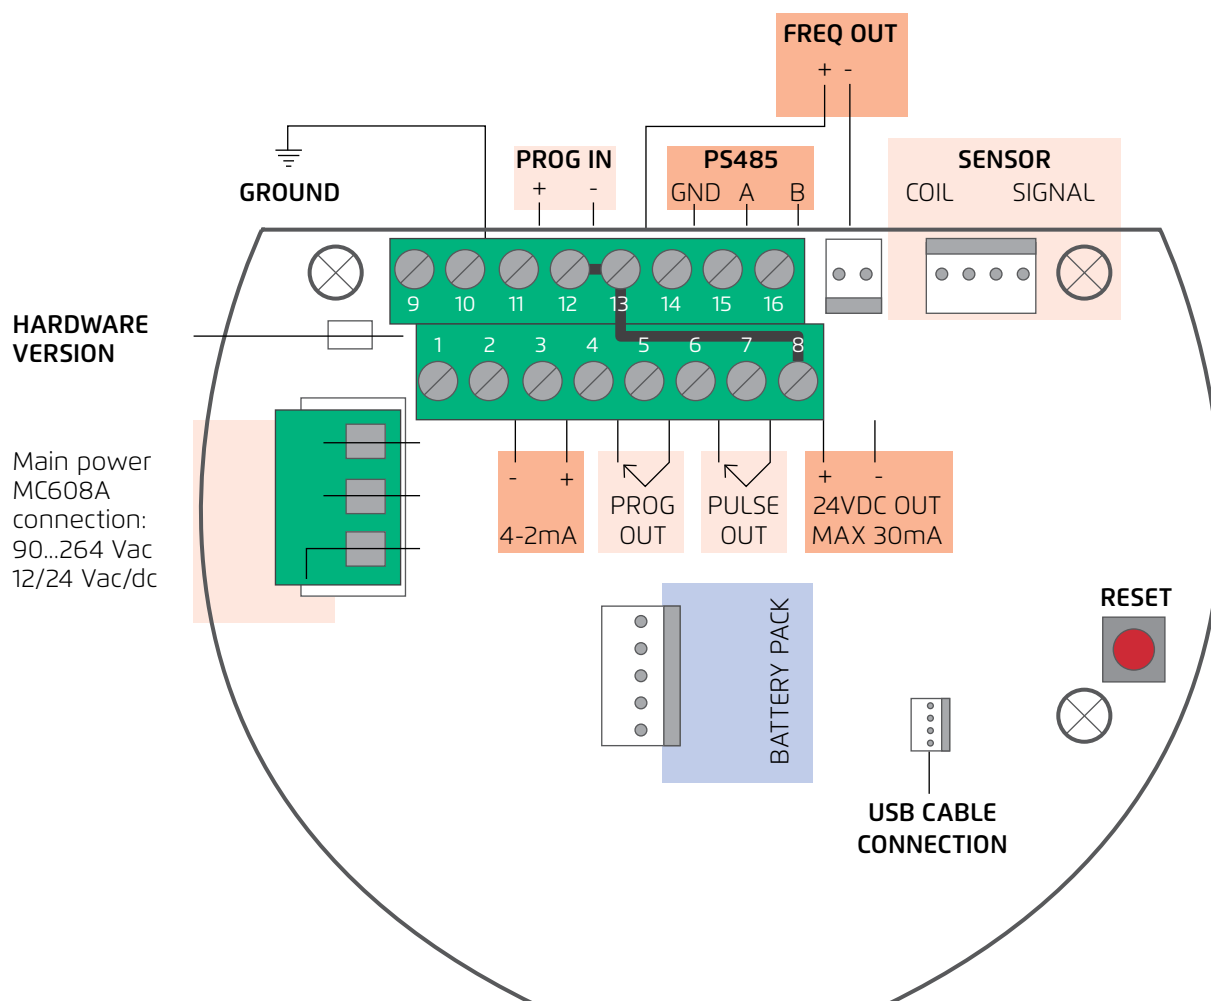 FREQ OUT
+ -
GROUND
PROG IN
+ -
PS485
GND A B
SENSOR
COIL SIGNAL
9 10 11 12 13 14 15 16
HARDWARE
VERSION
1 2 3 4 5 6 7 8
Main power
MC608A
connection:
90...264 Vac
12/24 Vac/dc
- +
4-2mA
PROG
OUT
PULSE
OUT
+ -
24VDC OUT
MAX 30mA
BATTERY PACK
RESET
USB CABLE
CONNECTION